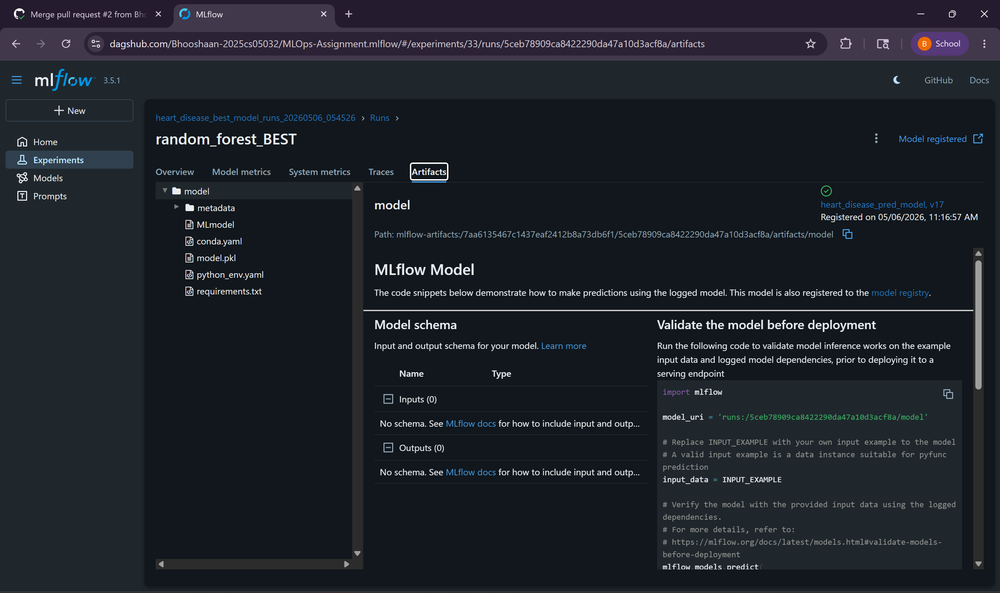 Merge pull request #2 from Bho
MLflow
dagshub.com/Bhooshaan-2025cs05032/MLOps-Assignment.mlflow/#/experiments/33/runs/5ceb78909ca8422290da47a10d3acf8a/artifacts
B School
mlflow 3.5.1
GitHub
Docs
New
Home
Experiments
Models
Prompts
heart_disease_best_model_runs_20260506_054526 > Runs >
random_forest_BEST
Model registered
Overview
Model metrics
System metrics
Traces
Artifacts
model
metadata
MLmodel
conda.yaml
model.pkl
python_env.yaml
requirements.txt
model
heart_disease_pred_model, v17
Registered on 05/06/2026, 11:16:57 AM
Path: mlflow-artifacts:/7aa6135467c1437eaf2412b8a73db6f1/5ceb78909ca8422290da47a10d3acf8a/artifacts/model
MLflow Model
The code snippets below demonstrate how to make predictions using the logged model. This model is also registered to the model registry.
Model schema
Input and output schema for your model. Learn more
Name Type
Inputs (0)
No schema. See MLflow docs for how to include input and outp...
Outputs (0)
No schema. See MLflow docs for how to include input and outp...
Validate the model before deployment
Run the following code to validate model inference works on the example
input data and logged model dependencies, prior to deploying it to a
serving endpoint
import mlflow
model_uri = 'runs:/5ceb78909ca8422290da47a10d3acf8a/model'
# Replace INPUT_EXAMPLE with your own input example to the model
# A valid input example is a data instance suitable for pyfunc
prediction
input_data = INPUT_EXAMPLE
# Verify the model with the provided input data using the logged
dependencies.
# For more details, refer to:
# https://mlflow.org/docs/latest/models.html#validate-models-
before-deployment
mlflow.models.predict(